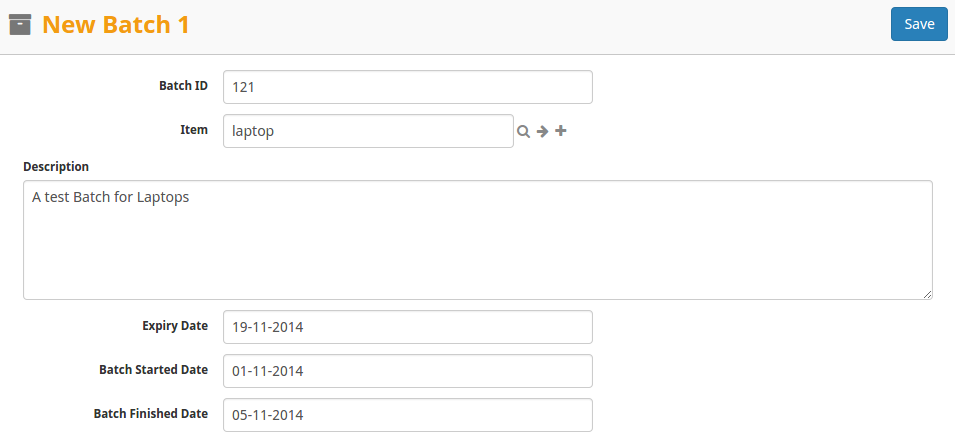 New Batch 1
Save
Batch ID
121
Item
laptop
Description
A test Batch for Laptops
Expiry Date
19-11-2014
Batch Started Date
01-11-2014
Batch Finished Date
05-11-2014